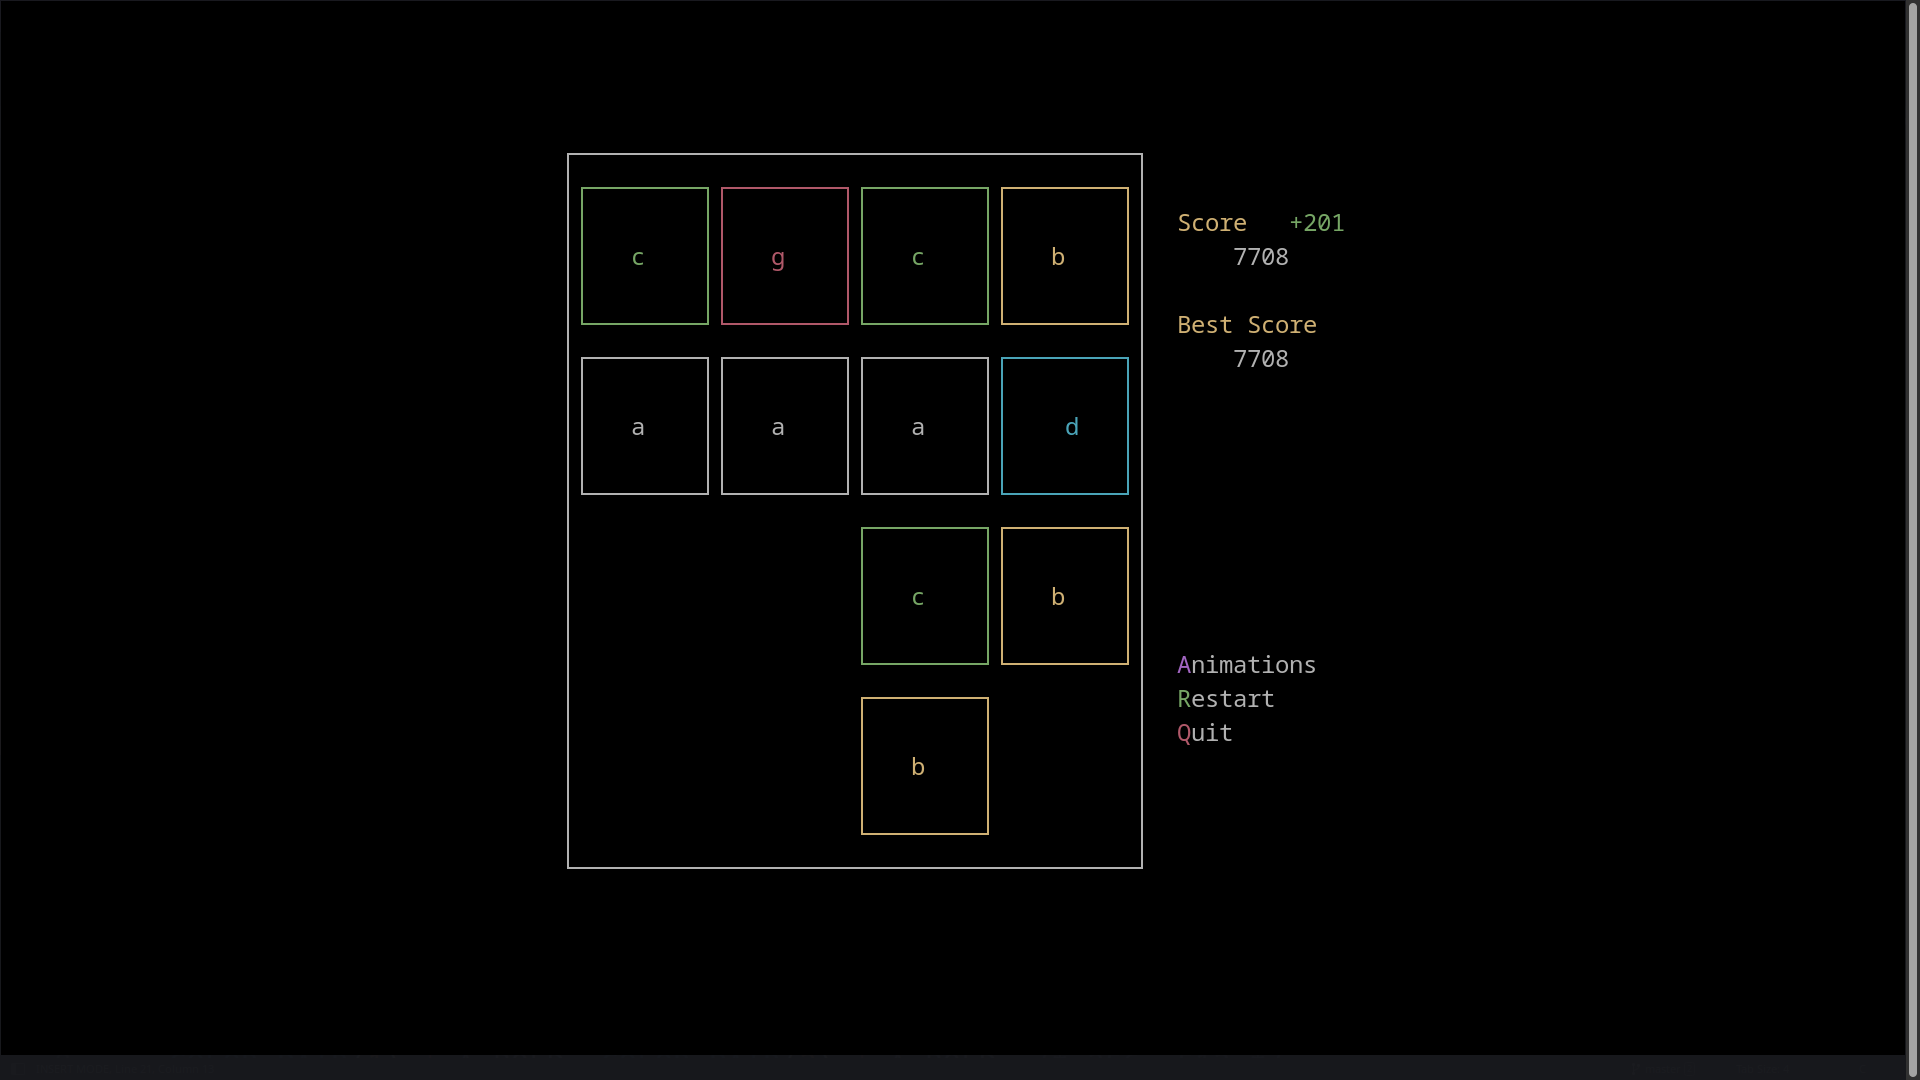 c g c b
Score +201
7708
Best Score
7708
a a a d
c b
Animations
Restart
Quit
b